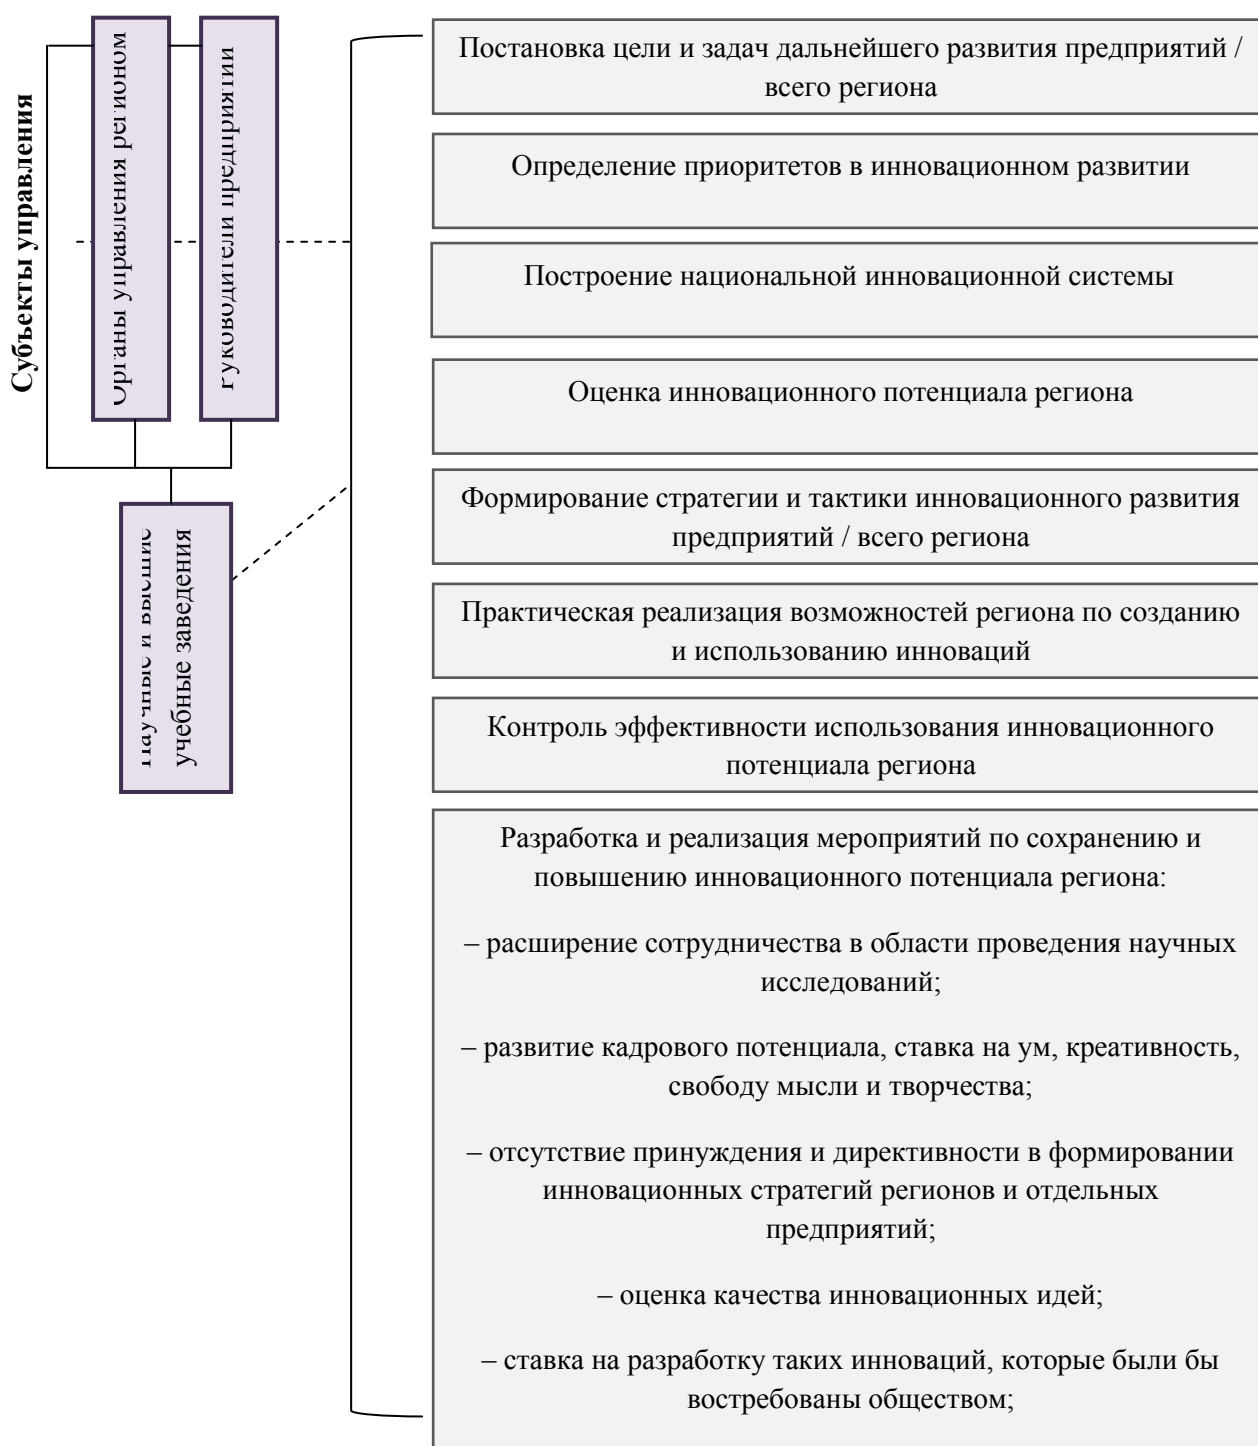 Субъекты управления
Органы управления регионом
Руководители предприятий
Научные и высшие
учебные заведения
Постановка цели и задач дальнейшего развития предприятий /
всего региона
Определение приоритетов в инновационном развитии
Построение национальной инновационной системы
Оценка инновационного потенциала региона
Формирование стратегии и тактики инновационного развития
предприятий / всего региона
Практическая реализация возможностей региона по созданию
и использованию инноваций
Контроль эффективности использования инновационного
потенциала региона
Разработка и реализация мероприятий по сохранению и
повышению инновационного потенциала региона:
– расширение сотрудничества в области проведения научных
исследований;
– развитие кадрового потенциала, ставка на ум, креативность,
свободу мысли и творчества;
– отсутствие принуждения и директивности в формировании
инновационных стратегий регионов и отдельных
предприятий;
– оценка качества инновационных идей;
– ставка на разработку таких инноваций, которые были бы
востребованы обществом;